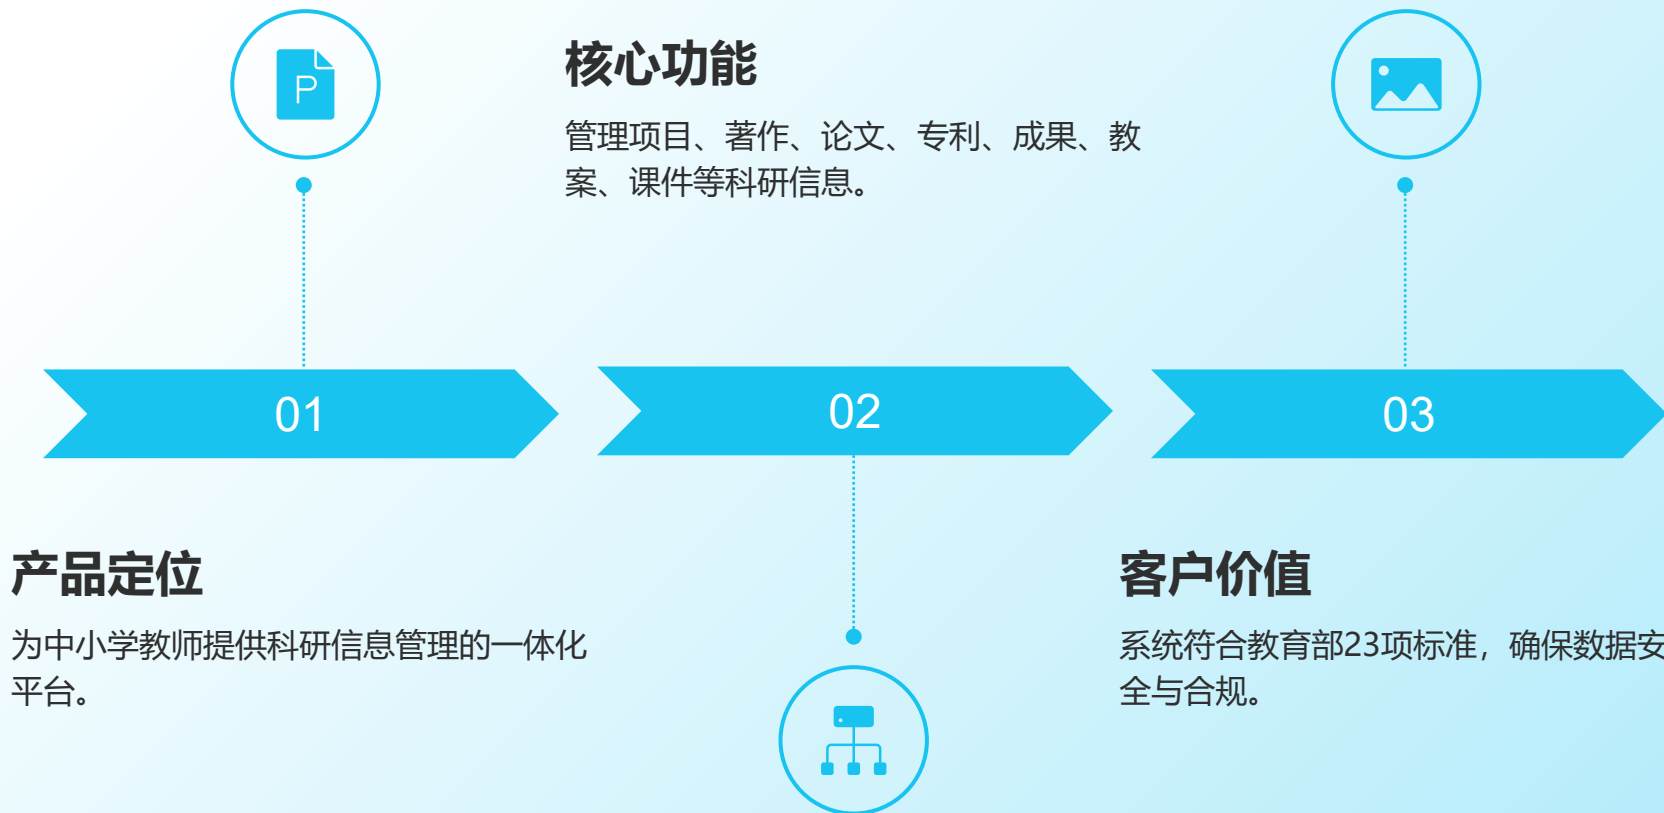 P
核心功能
管理项目、著作、论文、专利、成果、教
案、课件等科研信息。
01
02
03
产品定位
为中小学教师提供科研信息管理的一体化
平台。
客户价值
系统符合教育部23项标准，确保数据安
全与合规。